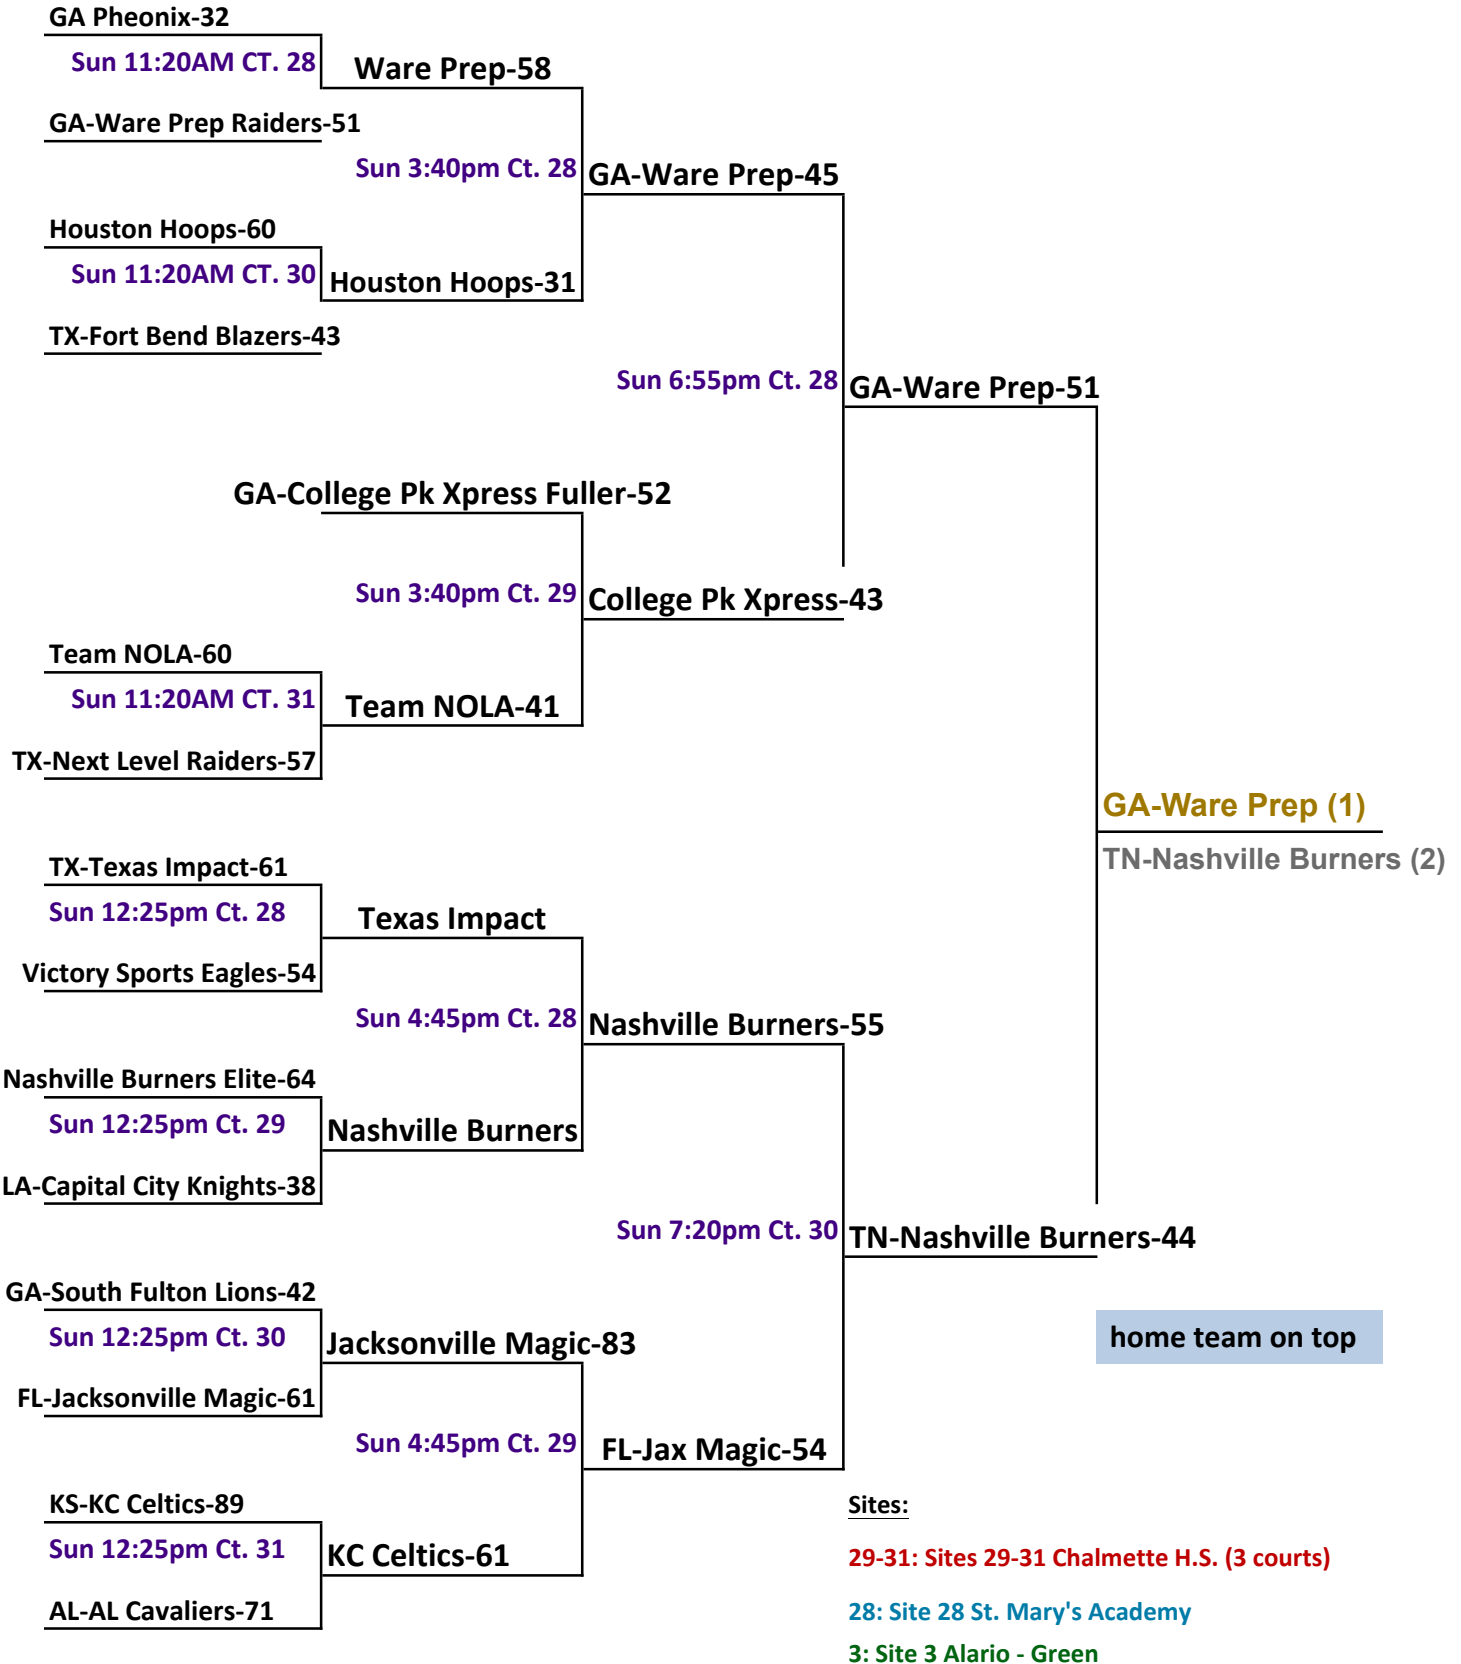 GA Pheonix-32
Sun 11:20AM CT. 28
Ware Prep-58
GA-Ware Prep Raiders-51
Sun 3:40pm Ct. 28
GA-Ware Prep-45
Houston Hoops-60
Sun 11:20AM CT. 30
Houston Hoops-31
TX-Fort Bend Blazers-43
Sun 6:55pm Ct. 28
GA-Ware Prep-51
GA-College Pk Xpress Fuller-52
Sun 3:40pm Ct. 29
College Pk Xpress-43
Team NOLA-60
Sun 11:20AM CT. 31
Team NOLA-41
TX-Next Level Raiders-57
GA-Ware Prep (1)
TN-Nashville Burners (2)
TX-Texas Impact-61
Sun 12:25pm Ct. 28
Texas Impact
Victory Sports Eagles-54
Sun 4:45pm Ct. 28
Nashville Burners-55
Nashville Burners Elite-64
Sun 12:25pm Ct. 29
Nashville Burners
LA-Capital City Knights-38
Sun 7:20pm Ct. 30
TN-Nashville Burners-44
GA-South Fulton Lions-42
Sun 12:25pm Ct. 30
Jacksonville Magic-83
home team on top
FL-Jacksonville Magic-61
Sun 4:45pm Ct. 29
FL-Jax Magic-54
KS-KC Celtics-89
Sun 12:25pm Ct. 31
KC Celtics-61
AL-AL Cavaliers-71
Sites:
29-31: Sites 29-31 Chalmette H.S. (3 courts)
28: Site 28 St. Mary's Academy
3: Site 3 Alario - Green